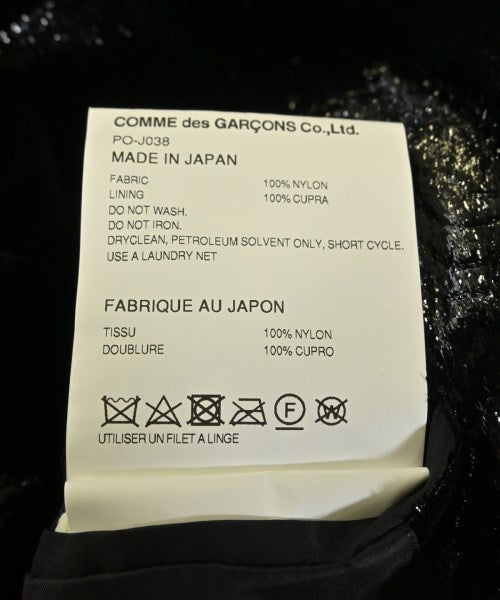 COMME des GARÇONS Co.,Ltd.
PO-J038
MADE IN JAPAN
FABRIC 100% NYLON
LINING 100% CUPRA
DO NOT WASH.
DO NOT IRON.
DRYCLEAN, PETROLEUM SOLVENT ONLY, SHORT CYCLE.
USE A LAUNDRY NET
FABRIQUE AU JAPON
TISSU 100% NYLON
DOUBLURE 100% CUPRO
F W
UTILISER UN FILET A LINGE